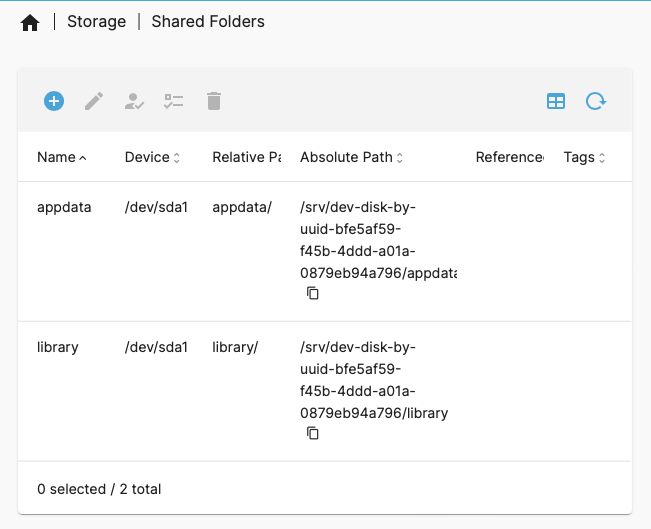 Storage | Shared Folders
Name Device Relative Pa Absolute Path Reference Tags
appdata /dev/sda1 appdata/ /srv/dev-disk-by-
uuid-bfe5af59-
f45b-4ddd-a01a-
0879eb94a796/appdata
library /dev/sda1 library/ /srv/dev-disk-by-
uuid-bfe5af59-
f45b-4ddd-a01a-
0879eb94a796/library
0 selected / 2 total